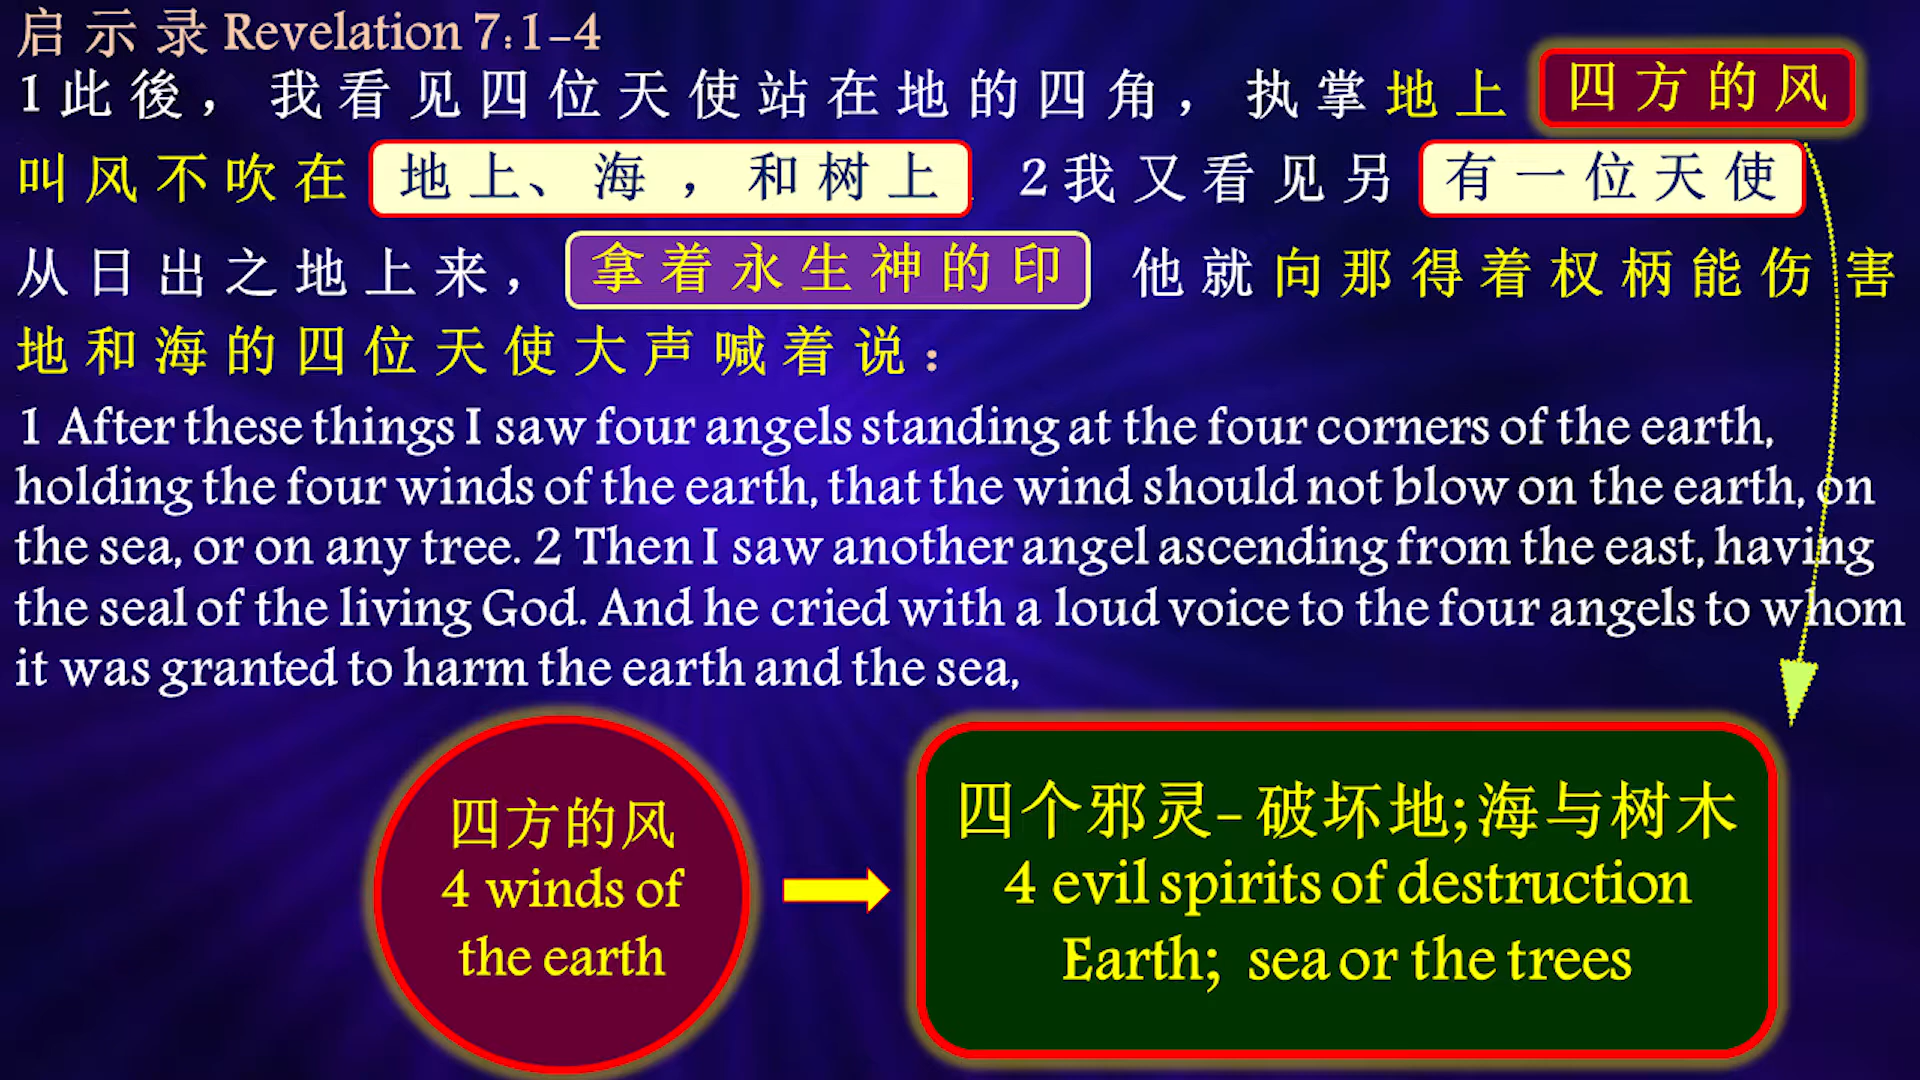 启示录 Revelation 7:1-4
1此後，我看见四位天使站在地的四角，执掌地上四方的风
叫风不吹在地上、海，和树上 2我又看见另有一位天使
从日出之地上来，拿着永生神的印 他就向那得着权柄能伤害
地和海的四位天使大声喊着说：
1 After these things I saw four angels standing at the four corners of the earth,
holding the four winds of the earth, that the wind should not blow on the earth, on
the sea, or on any tree. 2 Then I saw another angel ascending from the east, having
the seal of the living God. And he cried with a loud voice to the four angels to whom
it was granted to harm the earth and the sea,
四方的风
4 winds of
the earth
四个邪灵-破坏地;海与树木
4 evil spirits of destruction
Earth; sea or the trees